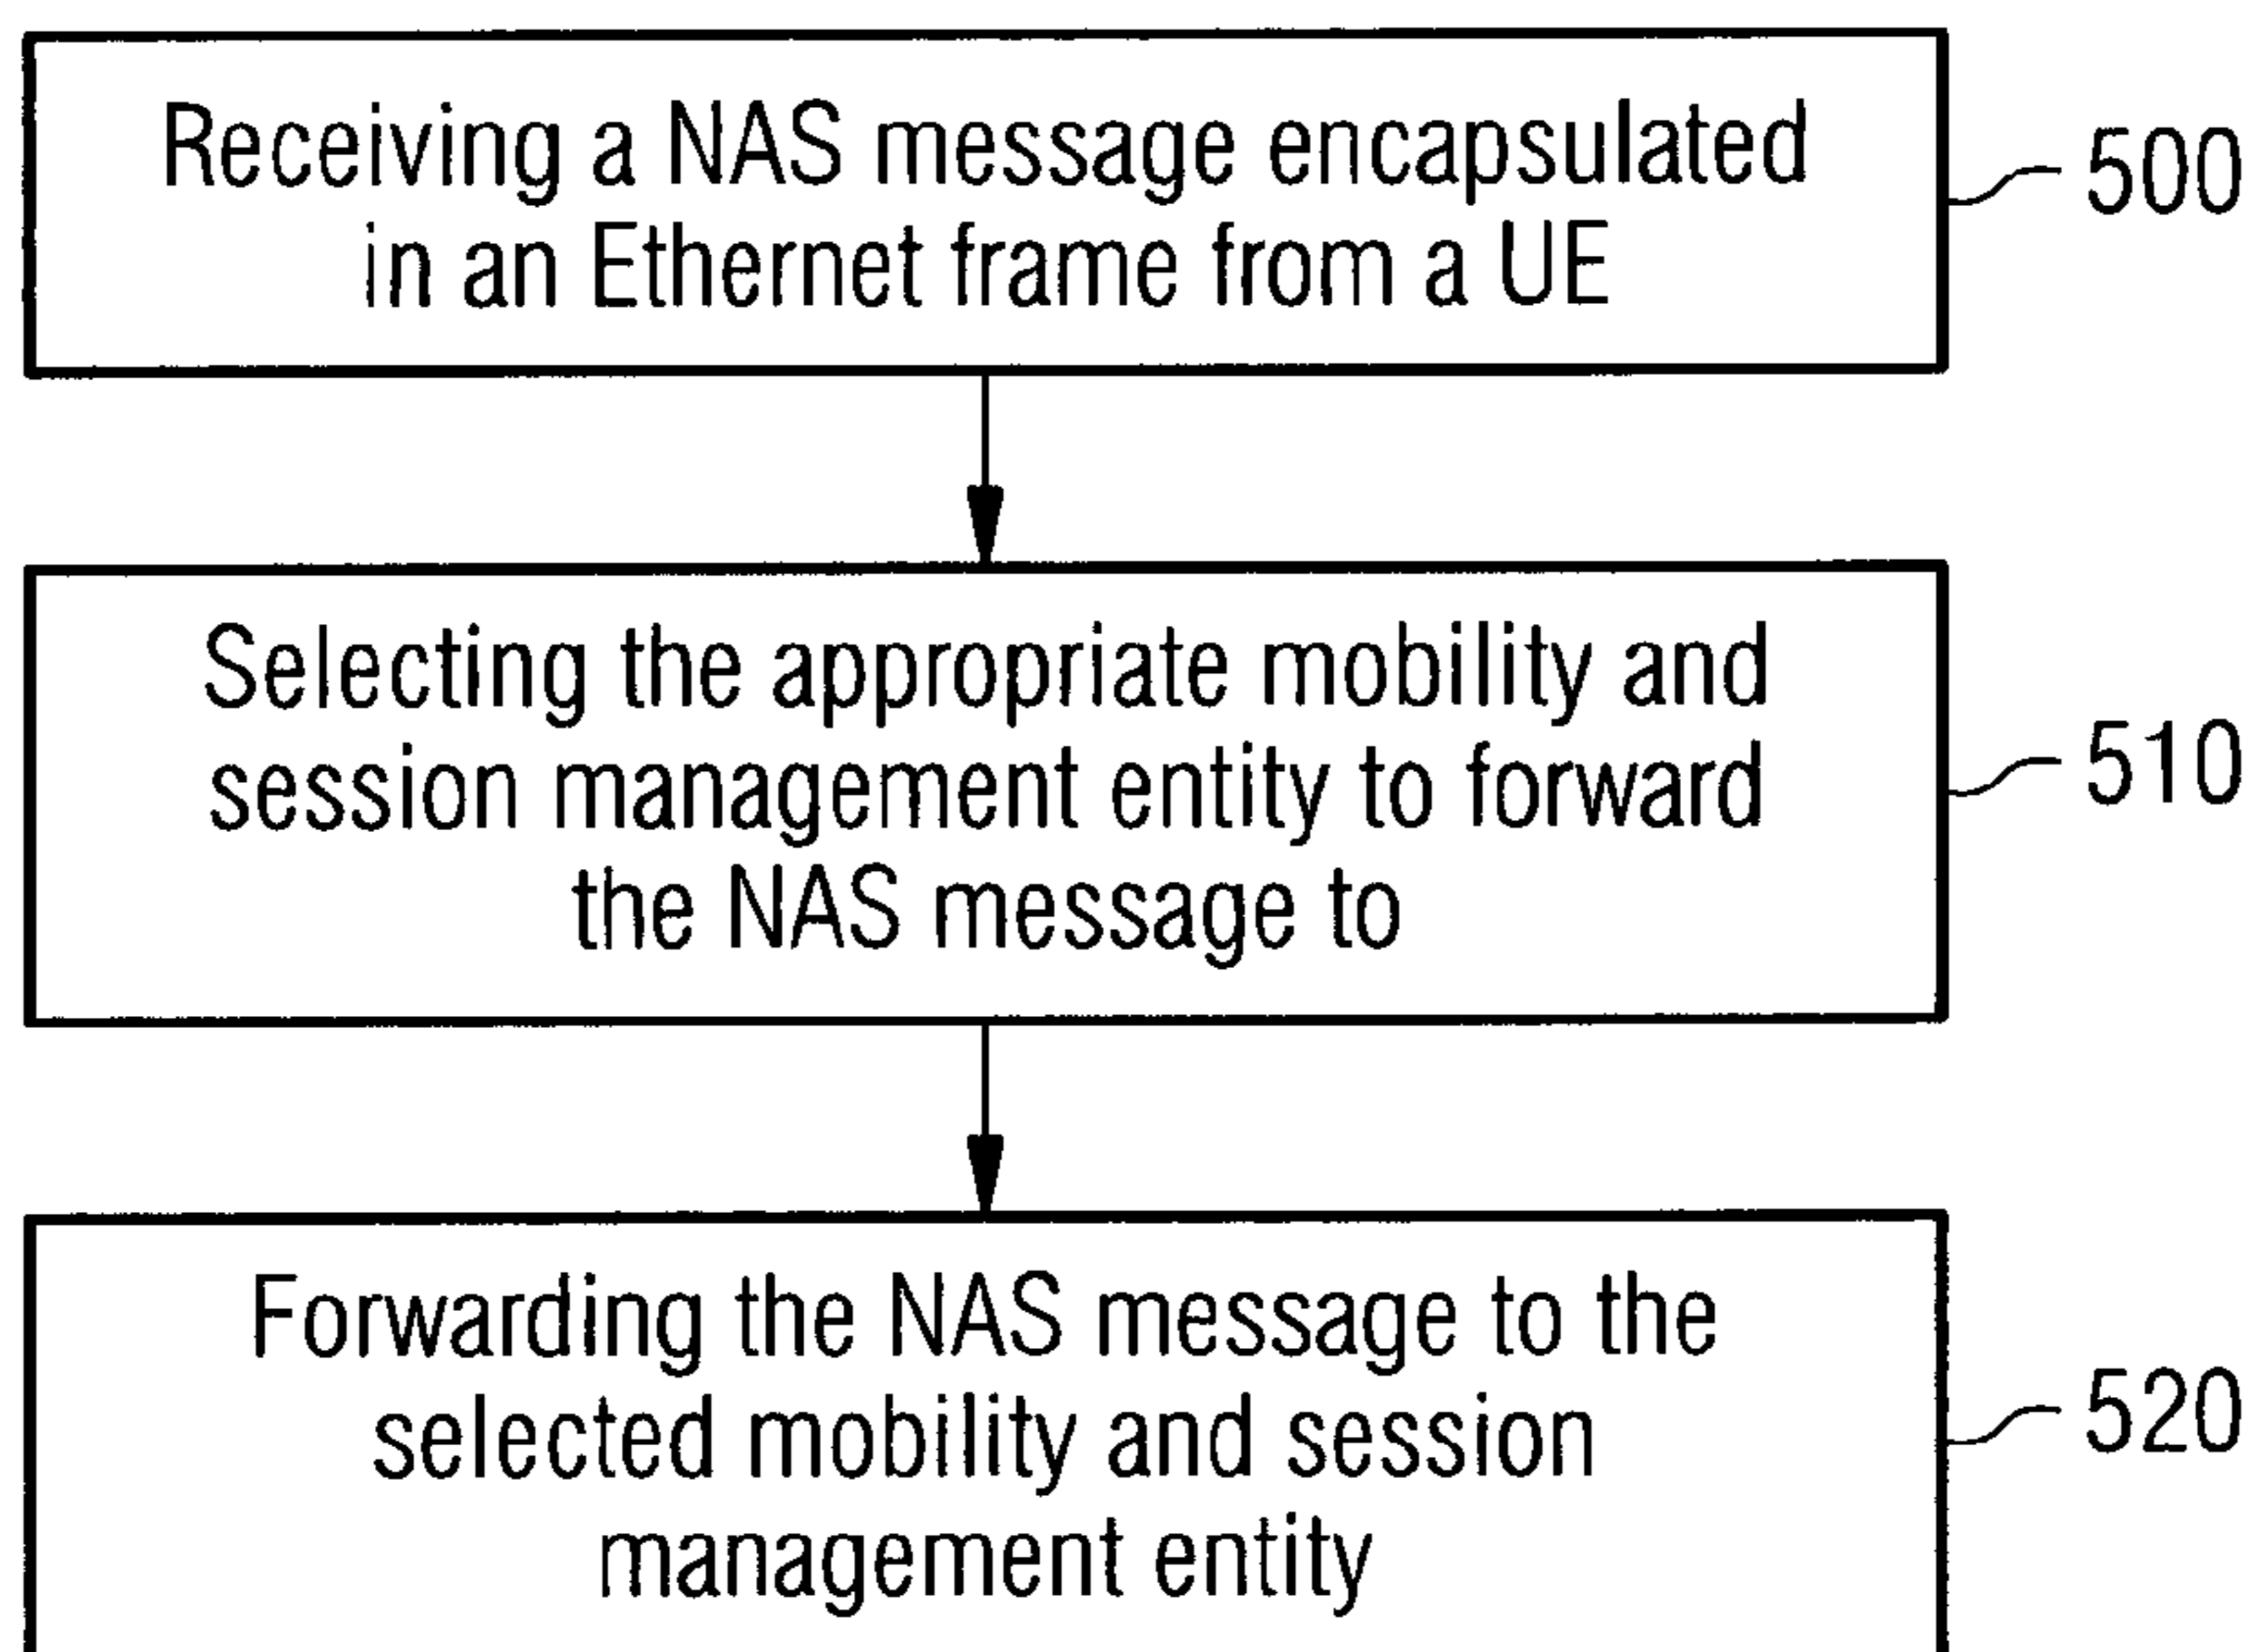 Receiving a NAS message encapsulated
in an Ethernet frame from a UE
500
Selecting the appropriate mobility and
session management entity to forward
the NAS message to
510
Forwarding the NAS message to the
selected mobility and session
management entity
520